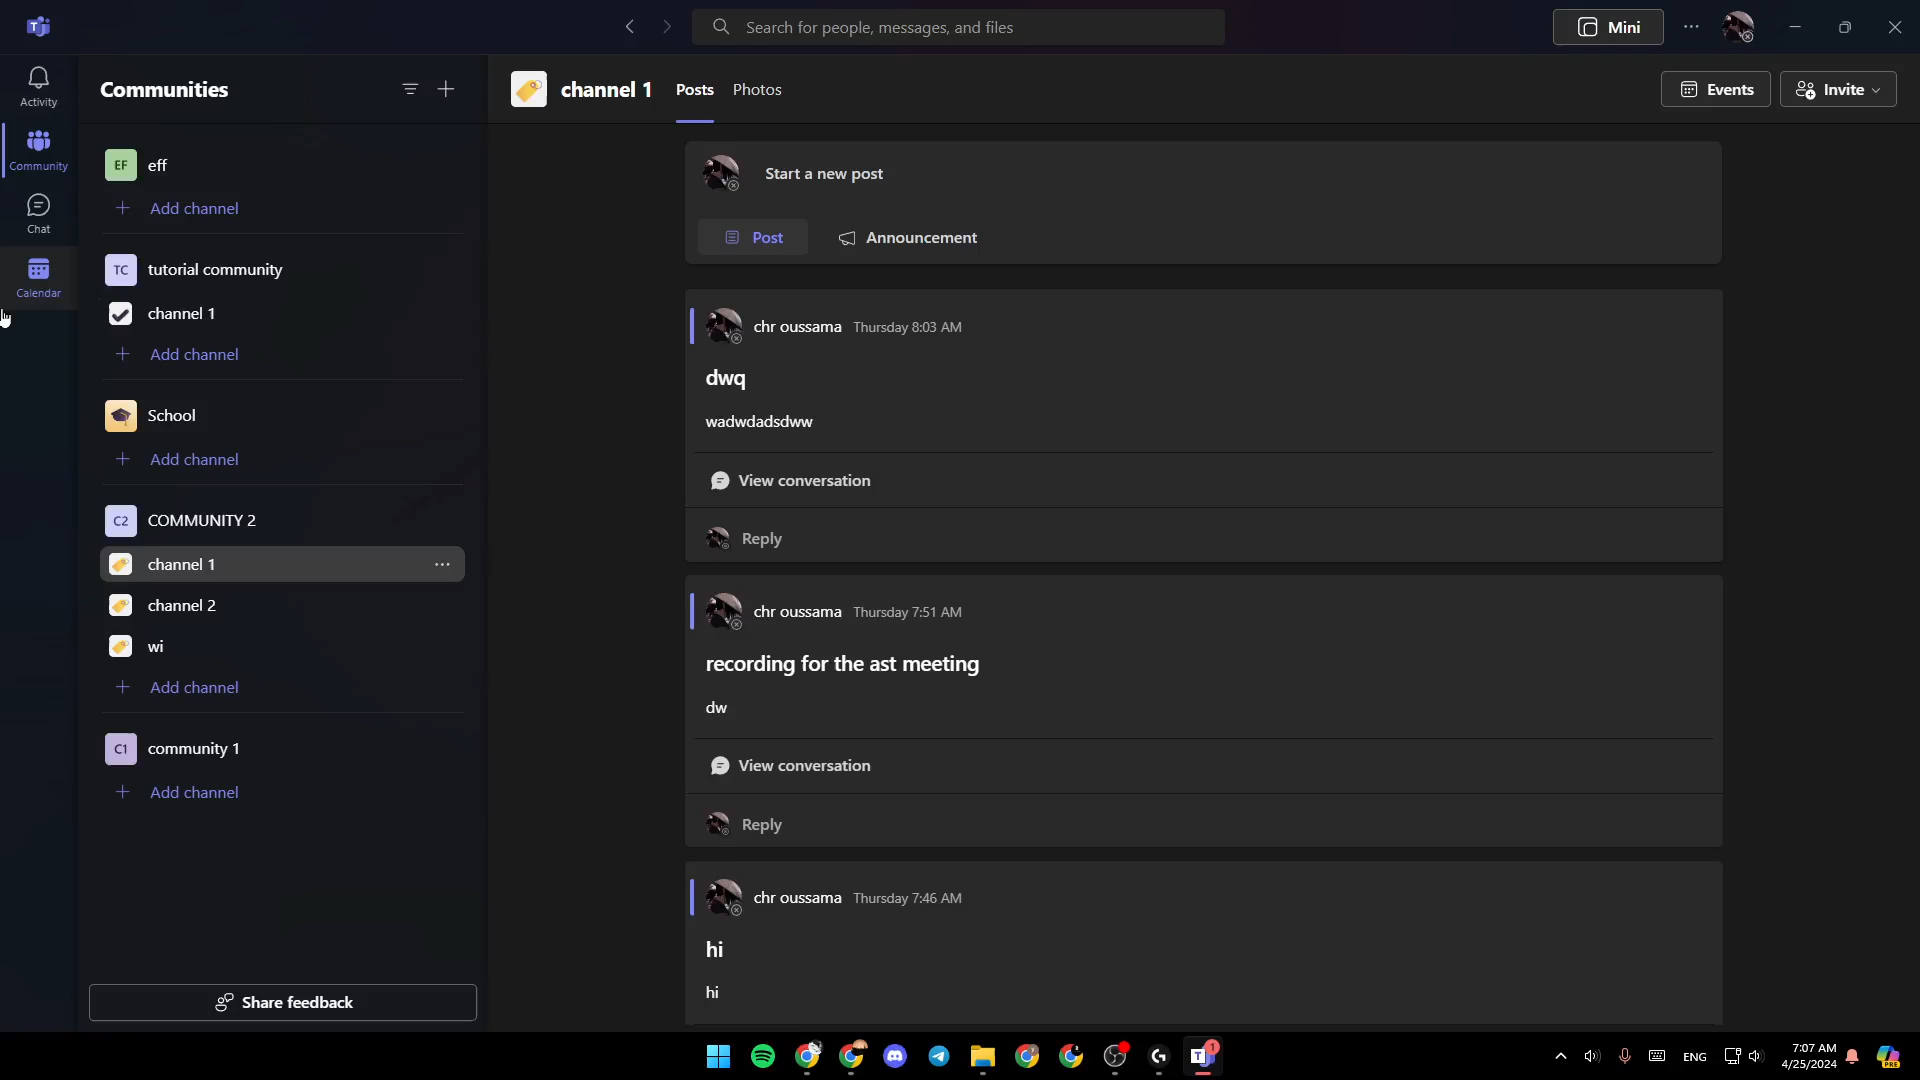 Search for people, messages, and files
Mini
Activity
Community
Chat
Calendar
Communities
EF eff
Add channel
TC tutorial community
channel 1
Add channel
School
Add channel
C2 COMMUNITY 2
channel 1
channel 2
wi
Add channel
C1 community 1
Add channel
Share feedback
channel 1 Posts Photos
Events Invite
Start a new post
Post Announcement
chr oussama Thursday 8:03 AM
dwq
wadwdadsdww
View conversation
Reply
chr oussama Thursday 7:51 AM
recording for the ast meeting
dw
View conversation
Reply
chr oussama Thursday 7:46 AM
hi
hi
1
ENG
7:07 AM
4/25/2024
PRE